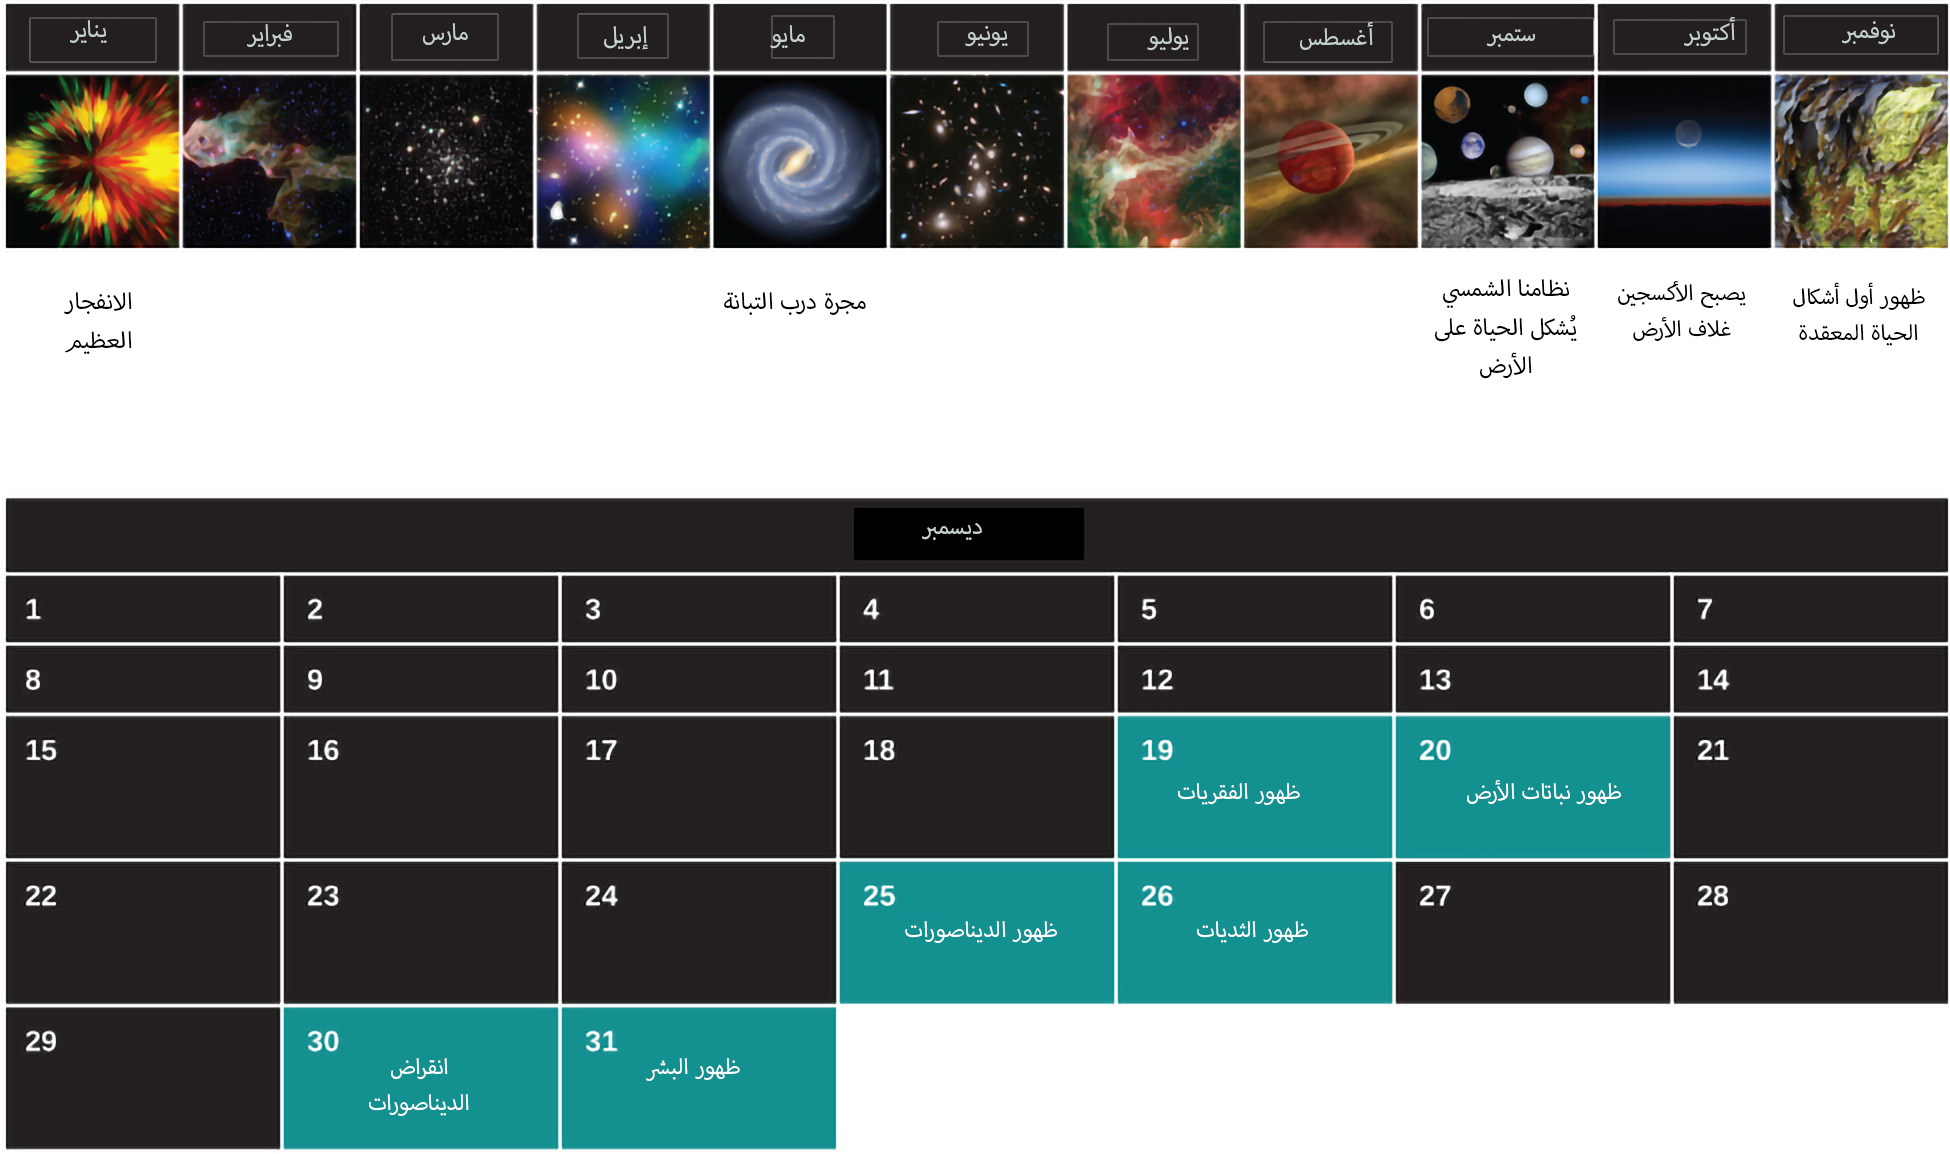 يناير
فبراير
مارس
إبريل
مايو
يونيو
يوليو
أغسطس
ستمبر
أكتوبر
نوفمبر
الانفجار
العظيم
مجرة درب التبانة
نظامنا الشمسي
يُشكل الحياة على
الأرض
يصبح الأكسجين
غلاف الأرض
ظهور أول أشكال
الحياة المعقدة
ديسمبر
1
2
3
4
5
6
7
8
9
10
11
12
13
14
15
16
17
18
19
ظهور الفقريات
20
ظهور نباتات الأرض
21
22
23
24
25
ظهور الديناصورات
26
ظهور الثديات
27
28
29
30
انقراض
الديناصورات
31
ظهور البشر